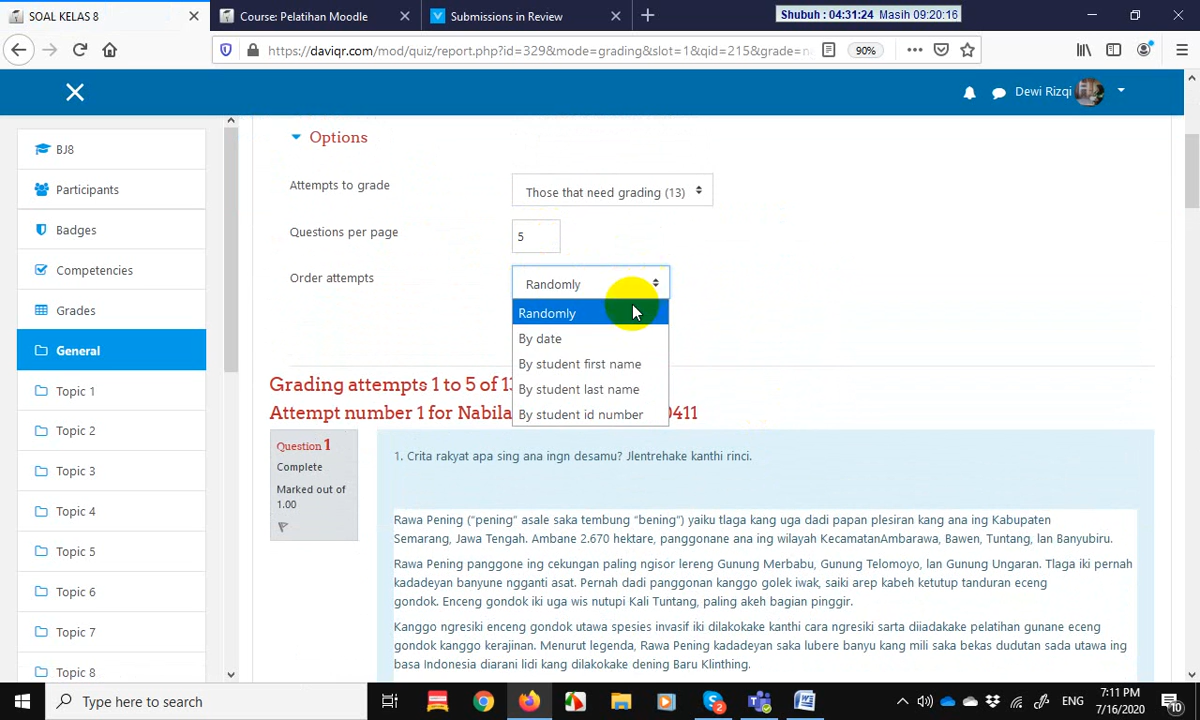 SOAL KELAS 8
Course: Pelatihan Moodle
Submissions in Review
Shubuh : 04:31:24 Masih 09:20:16
https://daviqr.com/mod/quiz/report.php?id=329&mode=grading&slot=1&qid=215&grade=n
90%
Dewi Rizqi
BJ8
Participants
Badges
Competencies
Grades
General
Topic 1
Topic 2
Topic 3
Topic 4
Topic 5
Topic 6
Topic 7
Topic 8
Options
Attempts to grade
Those that need grading (13)
Questions per page
5
Order attempts
Randomly
Randomly
By date
By student first name
By student last name
By student id number
Grading attempts 1 to 5 of 13
Attempt number 1 for Nabila 0411
Question 1
Complete
Marked out of
1.00
1. Crita rakyat apa sing ana ingn desamu? Jlentrehake kanthi rinci.
Rawa Pening (“pening” asale saka tembung “bening”) yaiku tlaga kang uga dadi papan plesiran kang ana ing Kabupaten
Semarang, Jawa Tengah. Ambane 2.670 hektare, panggonane ana ing wilayah KecamatanAmbarawa, Bawen, Tuntang, lan Banyubiru.
Rawa Pening panggone ing cekungan paling ngisor lereng Gunung Merbabu, Gunung Telomoyo, lan Gunung Ungaran. Tlaga iki pernah
kadadeyan banyune ngganti asat. Pernah dadi panggonan kanggo golek iwak, saiki arep kabeh ketutup tanduran eceng
gondok. Enceng gondok iki uga wis nutupi Kali Tuntang, paling akeh bagian pinggir.
Kanggo ngresiki enceng gondok utawa spesies invasif iki dilakokake kanthi cara ngresiki sarta diiadakake pelatihan gunane eceng
gondok kanggo kerajinan. Menurut legenda, Rawa Pening kadadeyan saka lubere banyu kang mili saka bekas dudutan sada utawa ing
basa Indonesia diarani lidi kang dilakokake dening Baru Klinthing.
Type here to search
2
ENG
7:11 PM
7/16/2020
10